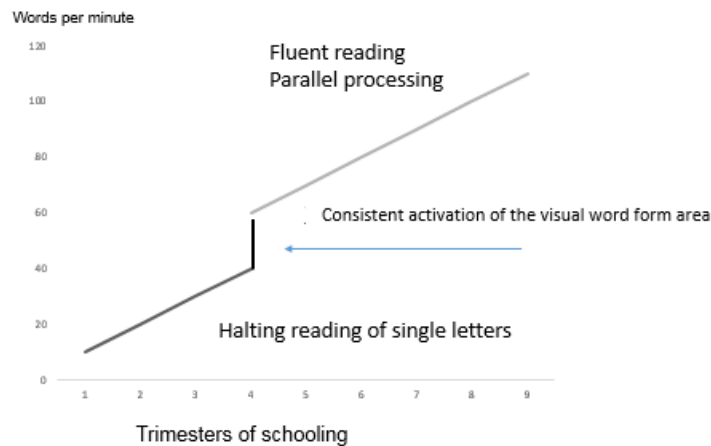 Words per minute
120
Fluent reading
Parallel processing
100
80
60
Consistent activation of the visual word form area
40
Halting reading of single letters
20
0
1 2 3 4 5 6 7 8 9
Trimesters of schooling